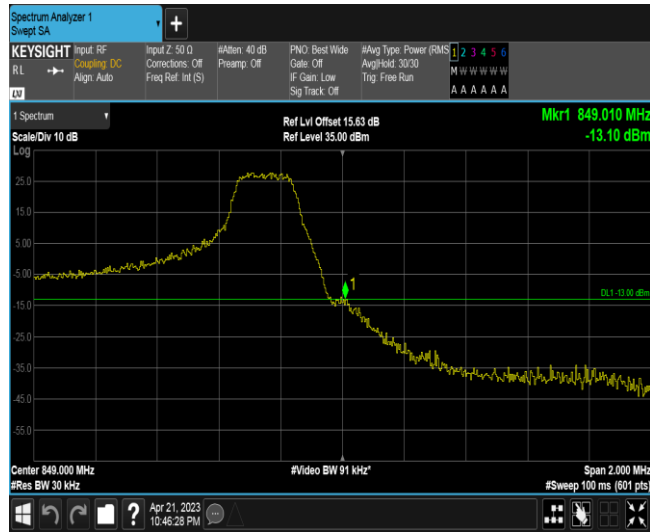 Spectrum Analyzer 1
Swept SA
+
KEYSIGHT Input: RF Input Z: 50 Ω #Atten: 40 dB PNO: Best Wide #Avg Type: Power (RMS 1 2 3 4 5 6
RL Coupling: DC Corrections: Off Preamp: Off Gate: Off Avg|Hold: 30/30 M W W W W W
Align: Auto Freq Ref: Int (S) IF Gain: Low Trig: Free Run
LXI Sig Track: Off A A A A A A
1 Spectrum Ref Lvl Offset 15.63 dB Mkr1 849.010 MHz
Scale/Div 10 dB Ref Level 35.00 dBm -13.10 dBm
Log
25.0
15.0
5.00
-5.00
1
DL1 -13.00 dBm
-15.0
-25.0
-35.0
-45.0
-55.0
Center 849.000 MHz #Video BW 91 kHz* Span 2.000 MHz
#Res BW 30 kHz #Sweep 100 ms (601 pts)
? Apr 21, 2023
10:46:28 PM